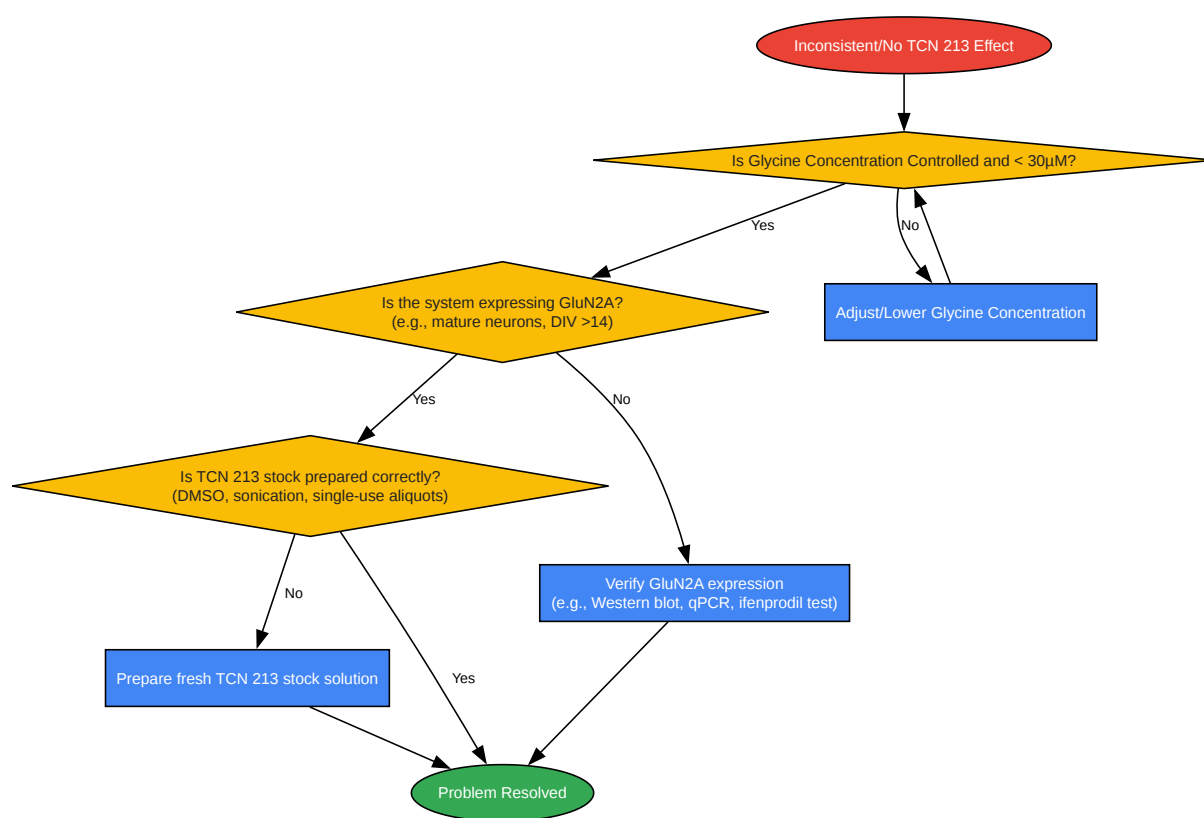 Inconsistent/No TCN 213 Effect
Is Glycine Concentration Controlled and < 30µM?
Yes
No
Is the system expressing GluN2A?
(e.g., mature neurons, DIV >14)
Adjust/Lower Glycine Concentration
Yes
No
Is TCN 213 stock prepared correctly?
(DMSO, sonication, single-use aliquots)
No
Verify GluN2A expression
(e.g., Western blot, qPCR, ifenprodil test)
Prepare fresh TCN 213 stock solution
Yes
Problem Resolved